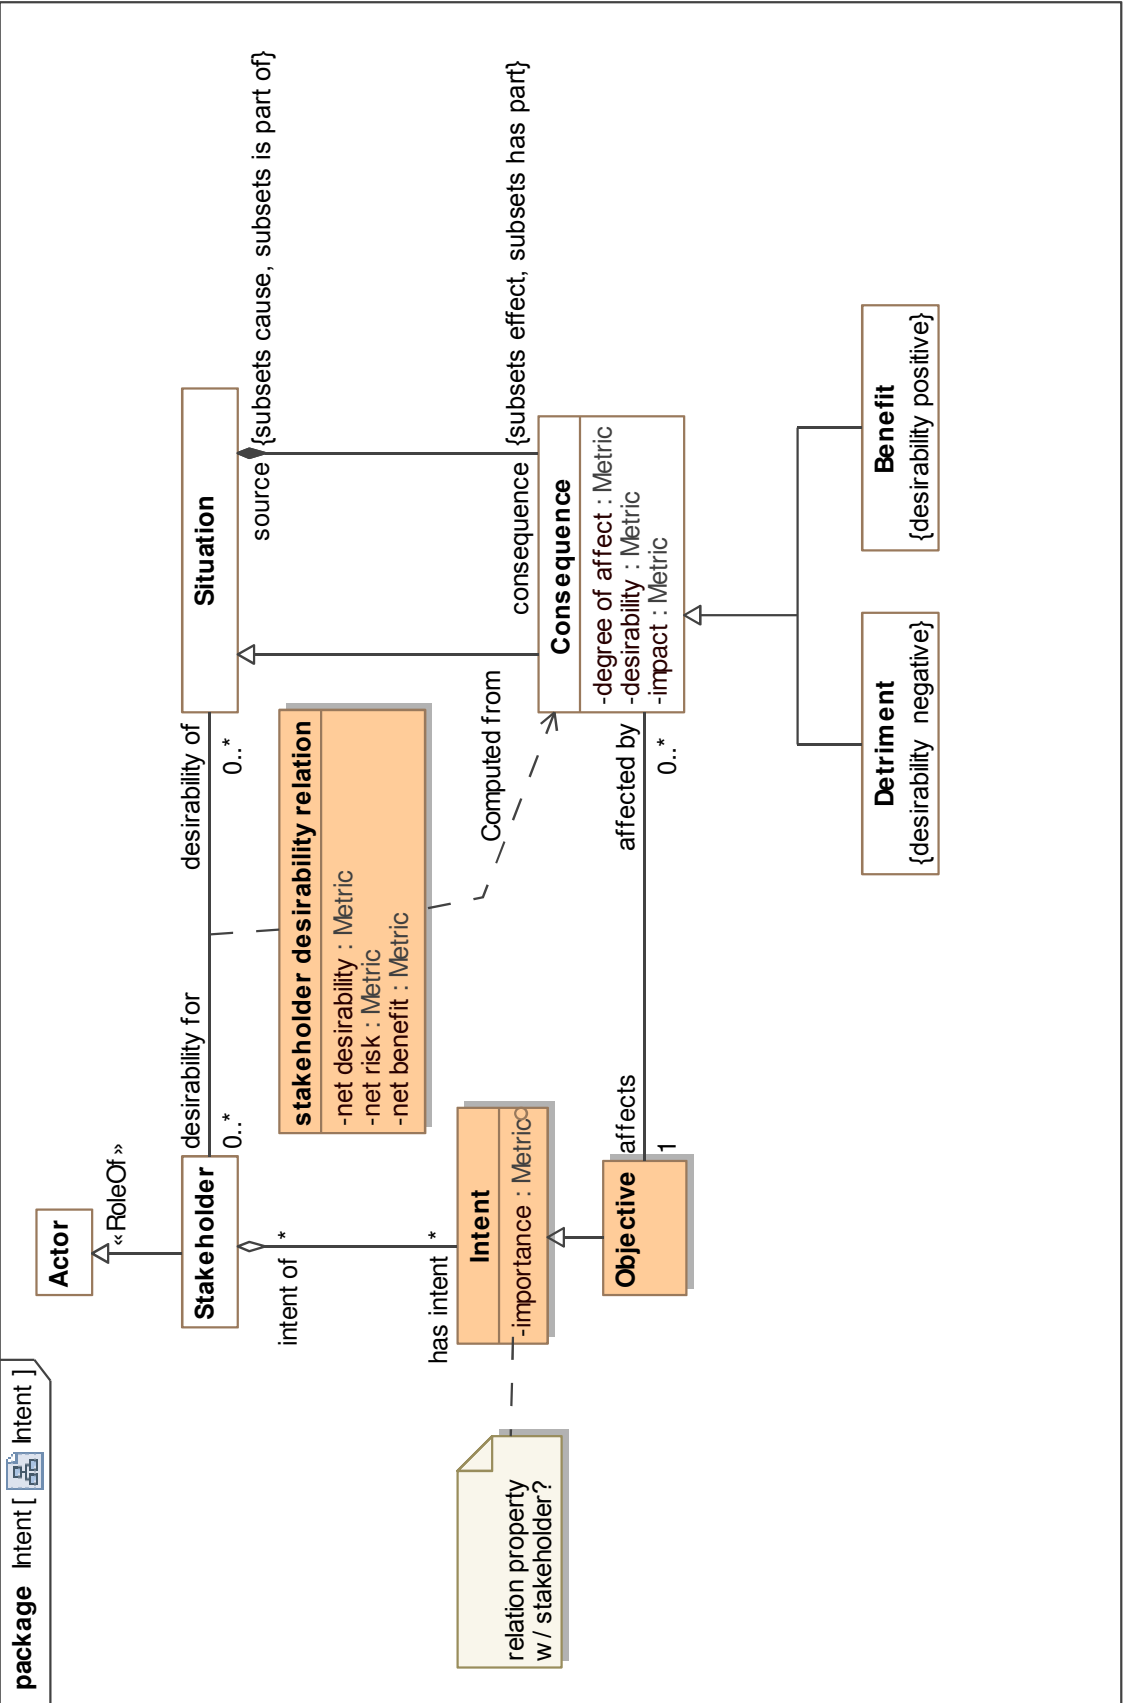 package Intent [ Intent ]
Actor
«RoleOf»
Stakeholder
desirability for
0..*
desirability of
0..*
Situation
source
{subsets cause, subsets is part of}
intent of
*
has intent
*
stakeholder desirability relation
-net desirability : Metric
-net risk : Metric
-net benefit : Metric
Computed from
consequence
{subsets effect, subsets has part}
relation property
w / stakeholder?
Intent
-importance : Metric
Consequence
-degree of affect : Metric
-desirability : Metric
-impact : Metric
Objective
affects
1
affected by
0..*
Detriment
{desirability negative}
Benefit
{desirability positive}